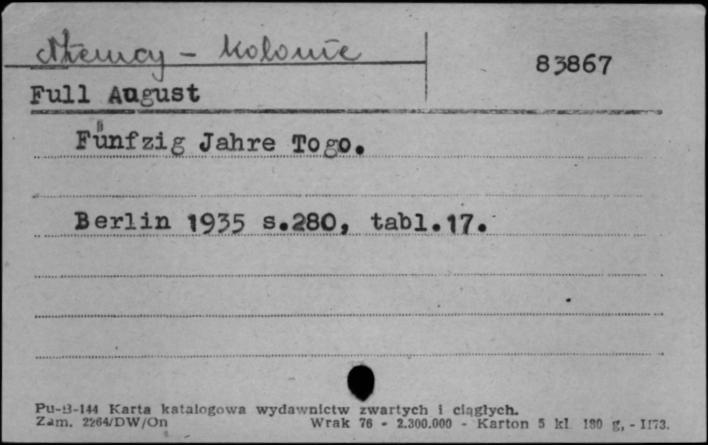 Niemcy - Kolonie
83867
Full August
Fünfzig Jahre Togo.
Berlin 1935 s.280, tabl.17.
Pu-B-144 Karta katalogowa wydawnictw zwartych i ciągłych.
Zam. 2264/DW/On Wrak 76 - 2.300.000 - Karton 5 kl 180 g, - II73.